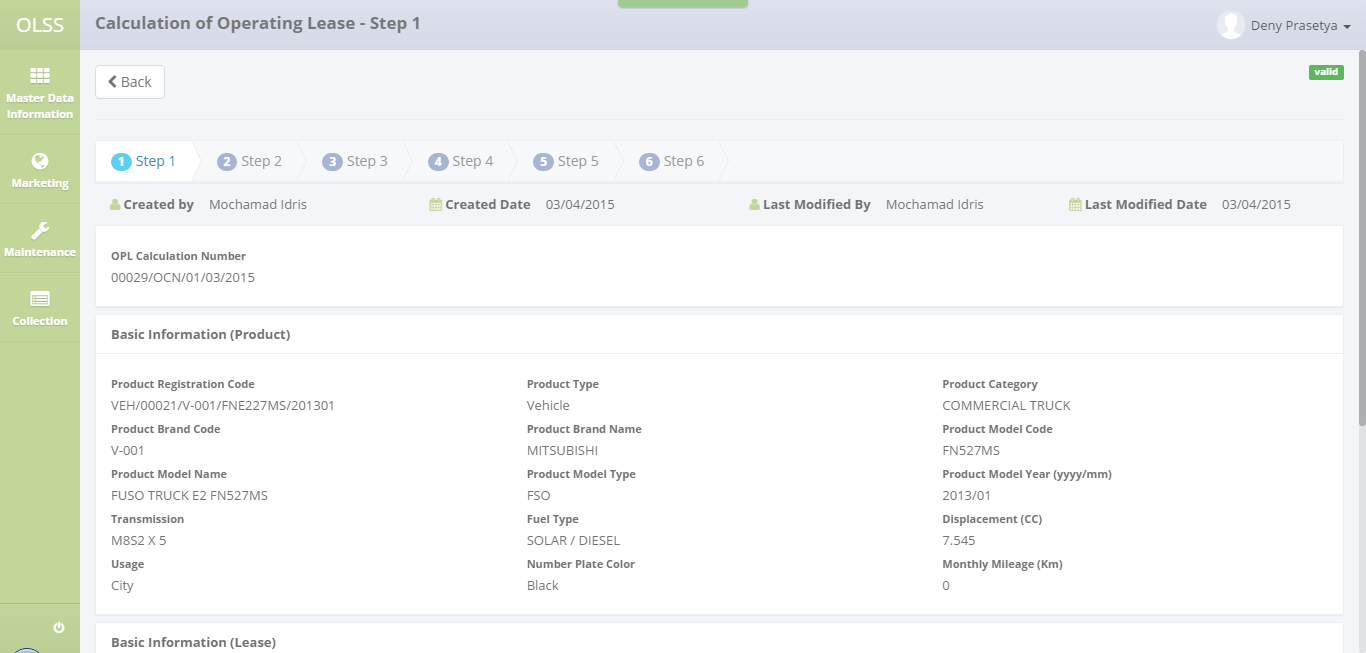 OLSS
Calculation of Operating Lease - Step 1
Deny Prasetya
Master Data
Information
Marketing
Maintenance
Collection
Back
valid
1 Step 1 2 Step 2 3 Step 3 4 Step 4 5 Step 5 6 Step 6
Created by Mochamad Idris Created Date 03/04/2015 Last Modified By Mochamad Idris Last Modified Date 03/04/2015
OPL Calculation Number
00029/OCN/01/03/2015
Basic Information (Product)
Product Registration Code Product Type Product Category
VEH/00021/V-001/FNE227MS/201301 Vehicle COMMERCIAL TRUCK
Product Brand Code Product Brand Name Product Model Code
V-001 MITSUBISHI FN527MS
Product Model Name Product Model Type Product Model Year (yyyy/mm)
FUSO TRUCK E2 FN527MS FSO 2013/01
Transmission Fuel Type Displacement (CC)
M8S2 X 5 SOLAR / DIESEL 7.545
Usage Number Plate Color Monthly Mileage (Km)
City Black 0
Basic Information (Lease)